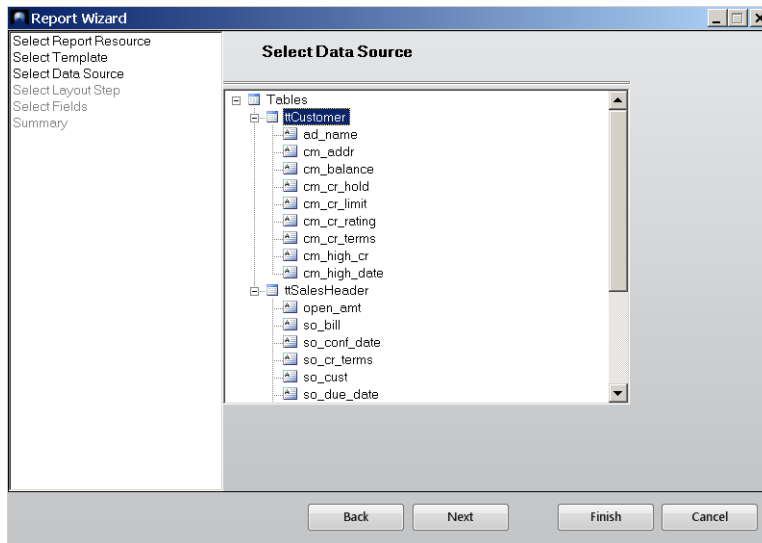 Report Wizard
Select Report Resource
Select Template
Select Data Source
Select Layout Step
Select Fields
Summary
Select Data Source
Tables
ttCustomer
ad_name
cm_addr
cm_balance
cm_cr_hold
cm_cr_limit
cm_cr_rating
cm_cr_terms
cm_high_cr
cm_high_date
ttSalesHeader
open_amt
so_bill
so_conf_date
so_cr_terms
so_cust
so_due_date
Back Next Finish Cancel